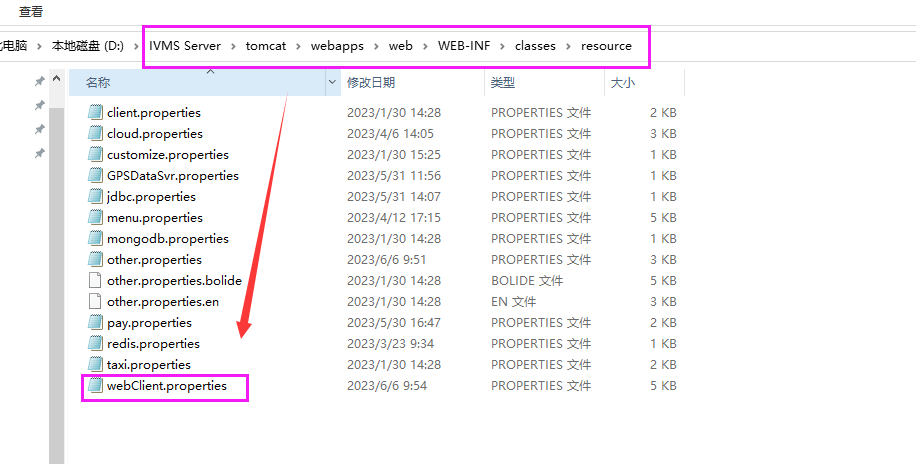 查看
电脑 › 本地磁盘 (D:) › IVMS Server › tomcat › webapps › web › WEB-INF › classes › resource
名称 修改日期 类型 大小
client.properties 2023/1/30 14:28 PROPERTIES 文件 2 KB
cloud.properties 2023/4/6 14:05 PROPERTIES 文件 3 KB
customize.properties 2023/1/30 15:25 PROPERTIES 文件 1 KB
GPSDataSvr.properties 2023/5/31 11:56 PROPERTIES 文件 1 KB
jdbc.properties 2023/5/31 14:07 PROPERTIES 文件 1 KB
menu.properties 2023/4/12 17:15 PROPERTIES 文件 5 KB
mongodb.properties 2023/1/30 14:28 PROPERTIES 文件 1 KB
other.properties 2023/6/6 9:51 PROPERTIES 文件 3 KB
other.properties.bolide 2023/1/30 14:28 BOLIDE 文件 5 KB
other.properties.en 2023/1/30 14:28 EN 文件 3 KB
pay.properties 2023/5/30 16:47 PROPERTIES 文件 2 KB
redis.properties 2023/3/23 9:34 PROPERTIES 文件 1 KB
taxi.properties 2023/1/30 14:28 PROPERTIES 文件 2 KB
webClient.properties 2023/6/6 9:54 PROPERTIES 文件 5 KB